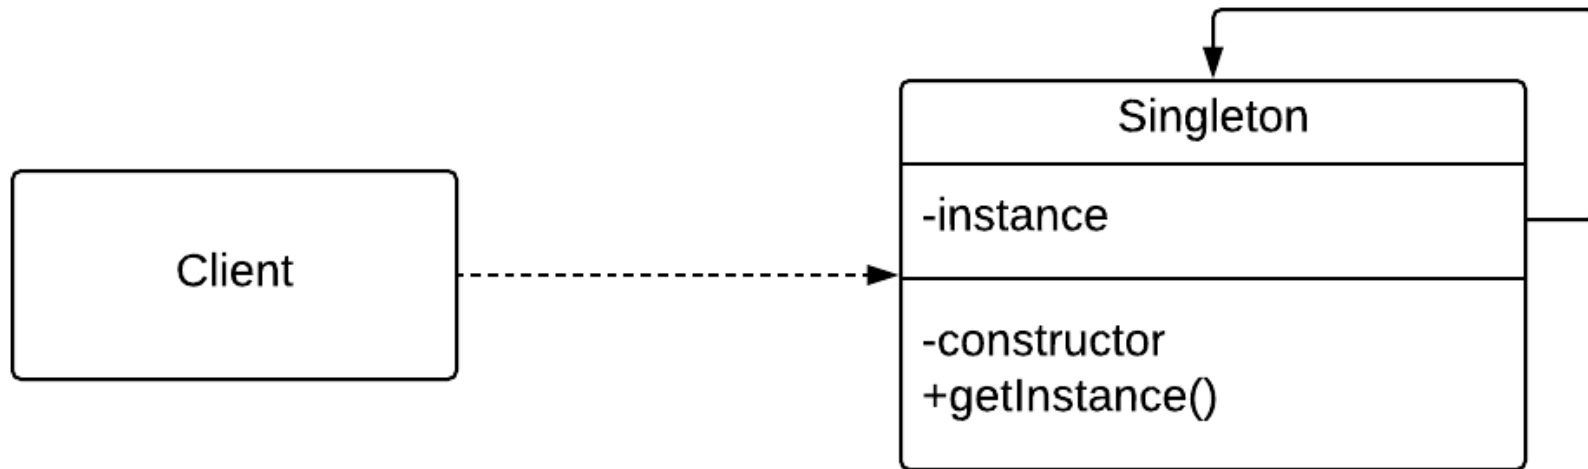 Singleton
-instance
Client
-constructor
+getInstance()